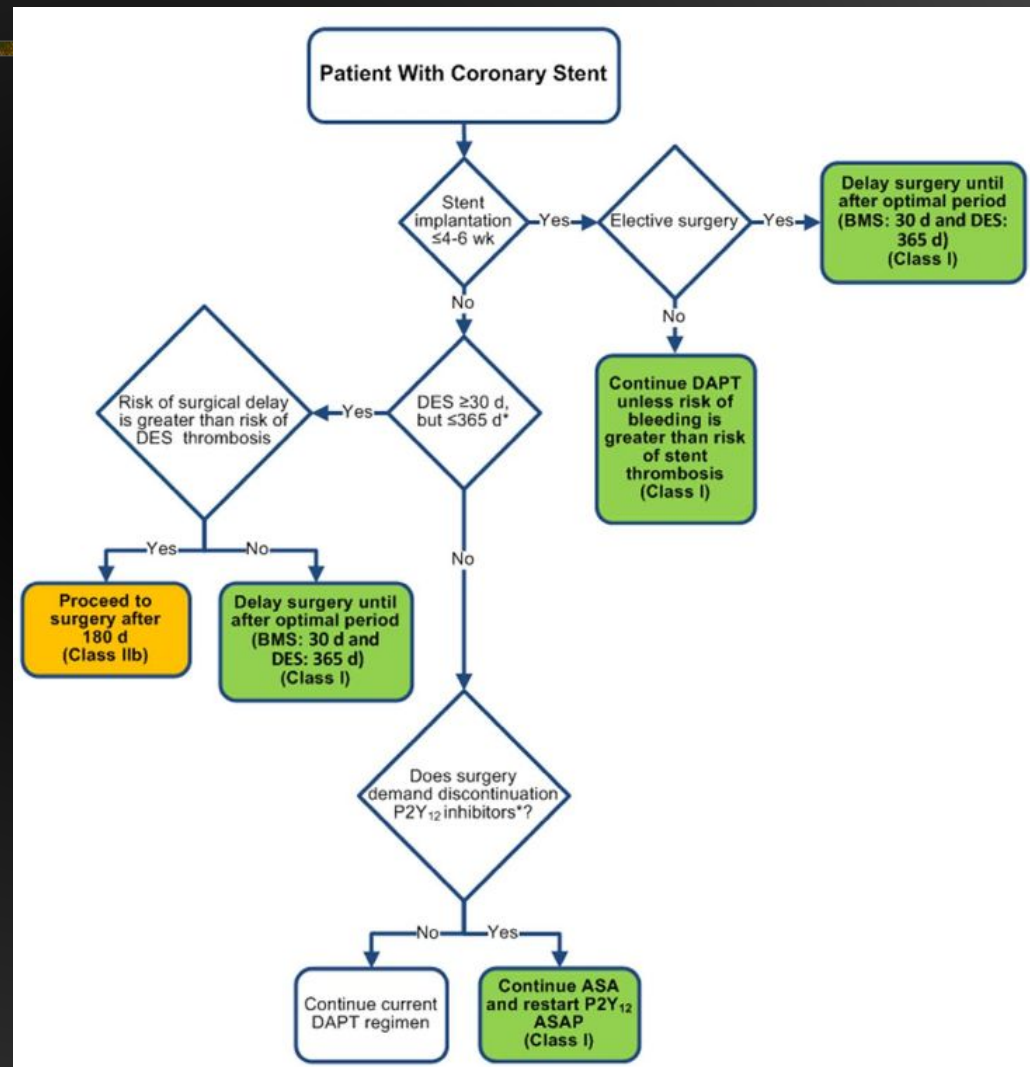 Patient With Coronary Stent
Stent
implantation
≤4-6 wk
Yes
Elective surgery
Yes
Delay surgery until
after optimal period
(BMS: 30 d and DES:
365 d)
(Class I)
No
No
Continue DAPT
unless risk of
bleeding is
greater than risk
of stent
thrombosis
(Class I)
DES ≥30 d,
but ≤365 d*
Yes
Risk of surgical delay
is greater than risk of
DES thrombosis
Yes
No
Proceed to
surgery after
180 d
(Class IIb)
Delay surgery until
after optimal period
(BMS: 30 d and
DES: 365 d)
(Class I)
No
Does surgery
demand discontinuation
P2Y₁₂ inhibitors*?
No
Yes
Continue current
DAPT regimen
Continue ASA
and restart P2Y₁₂
ASAP
(Class I)